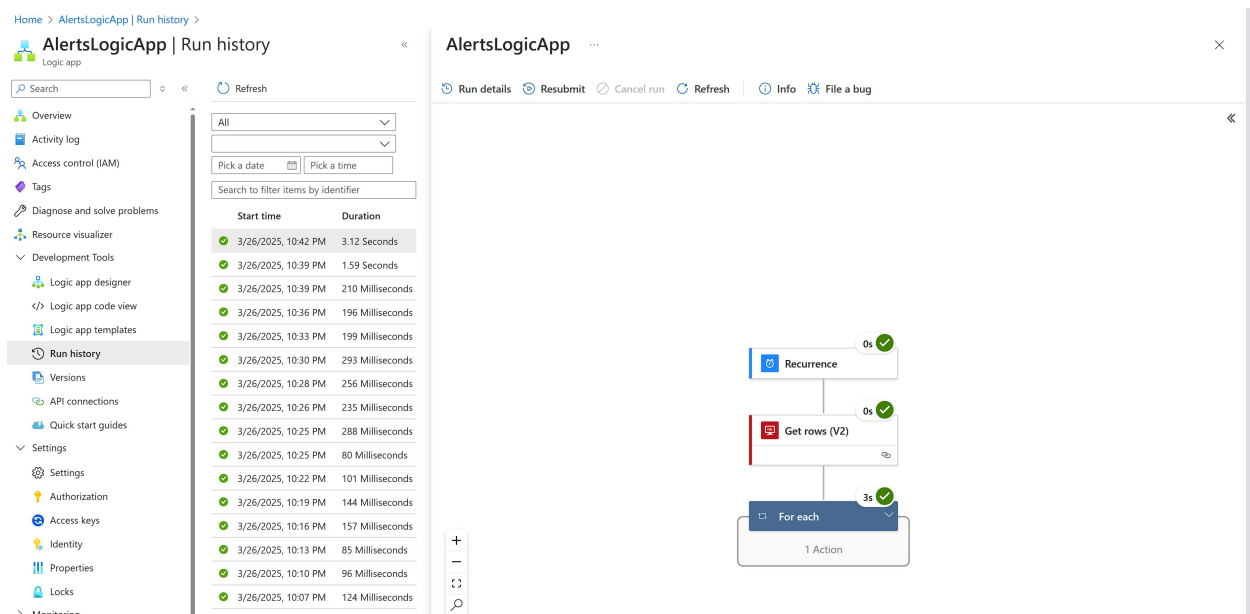 Home > AlertsLogicApp | Run history >
AlertsLogicApp | Run history
Logic app
Search
Overview
Activity log
Access control (IAM)
Tags
Diagnose and solve problems
Resource visualizer
Development Tools
Logic app designer
Logic app code view
Logic app templates
Run history
Versions
API connections
Quick start guides
Settings
Settings
Authorization
Access keys
Identity
Properties
Locks
Monitoring
Refresh
All
Pick a date Pick a time
Search to filter items by identifier
Start time Duration
3/26/2025, 10:42 PM 3.12 Seconds
3/26/2025, 10:39 PM 1.59 Seconds
3/26/2025, 10:39 PM 210 Milliseconds
3/26/2025, 10:36 PM 196 Milliseconds
3/26/2025, 10:33 PM 199 Milliseconds
3/26/2025, 10:30 PM 293 Milliseconds
3/26/2025, 10:28 PM 256 Milliseconds
3/26/2025, 10:26 PM 235 Milliseconds
3/26/2025, 10:25 PM 288 Milliseconds
3/26/2025, 10:25 PM 80 Milliseconds
3/26/2025, 10:22 PM 101 Milliseconds
3/26/2025, 10:19 PM 144 Milliseconds
3/26/2025, 10:16 PM 157 Milliseconds
3/26/2025, 10:13 PM 85 Milliseconds
3/26/2025, 10:10 PM 96 Milliseconds
3/26/2025, 10:07 PM 124 Milliseconds
AlertsLogicApp ...
Run details Resubmit Cancel run Refresh Info File a bug
0s
Recurrence
0s
Get rows (V2)
3s
For each
1 Action